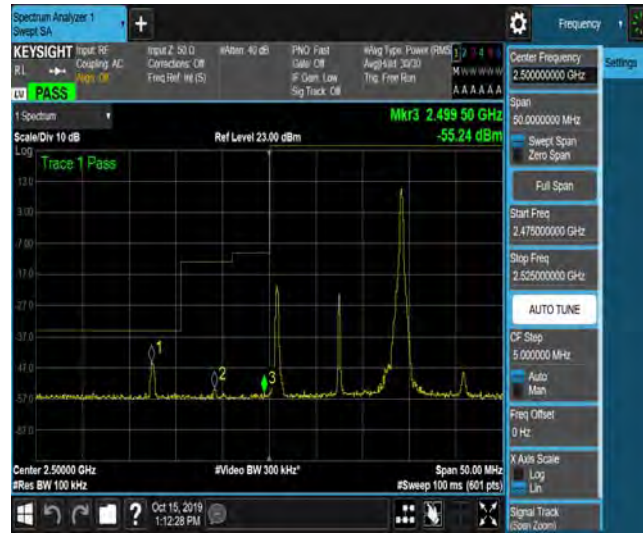 Spectrum Analyzer 1
Swept SA
+
Frequency
KEYSIGHT
RL
LV PASS
Input: RF
Coupling: AC
Align: Off
Input Z: 50 Ω
Corrections: Off
Freq Ref: Int (S)
#Atten: 40 dB
PNO: Fast
Gate: Off
IF Gain: Low
Sig Track: Off
#Avg Type: Power (RMS
Avg|Hold: 30/30
Trig: Free Run
1 2 3 4 5 6
M W W W W W
A A A A A A
1 Spectrum
Scale/Div 10 dB
Ref Level 23.00 dBm
Mkr3 2.499 50 GHz
-55.24 dBm
Log
Trace 1 Pass
13.0
3.00
-7.00
-17.0
-27.0
-37.0
-47.0
-57.0
-67.0
1
2
3
Center 2.50000 GHz
#Video BW 300 kHz*
Span 50.00 MHz
#Res BW 100 kHz
#Sweep 100 ms (601 pts)
Oct 15, 2019
1:12:28 PM
?
Settings
Center Frequency
2.500000000 GHz
Span
50.0000000 MHz
Swept Span
Zero Span
Full Span
Start Freq
2.475000000 GHz
Stop Freq
2.525000000 GHz
AUTO TUNE
CF Step
5.000000 MHz
Auto
Man
Freq Offset
0 Hz
X Axis Scale
Log
Lin
Signal Track
(Span Zoom)